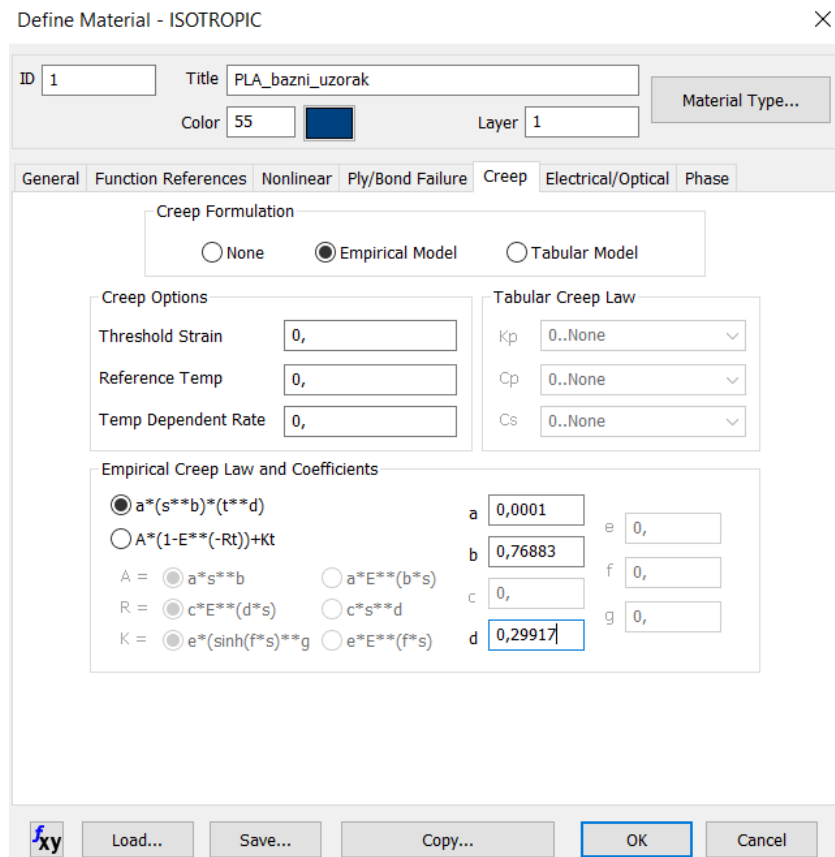 Define Material - ISOTROPIC
ID 1 Title PLA_bazni_uzorak Material Type...
Color 55 Layer 1
General Function References Nonlinear Ply/Bond Failure Creep Electrical/Optical Phase
Creep Formulation
None Empirical Model Tabular Model
Creep Options
Threshold Strain 0,
Reference Temp 0,
Temp Dependent Rate 0,
Tabular Creep Law
Kp 0..None
Cp 0..None
Cs 0..None
Empirical Creep Law and Coefficients
a*(s**b)*(t**d)
A*(1-E**(-Rt))+Kt
A = a*s**b a*E**(b*s)
R = c*E**(d*s) c*s**d
K = e*(sinh(f*s)**g e*E**(f*s)
a 0,0001
b 0,76883
c 0,
d 0,29917
e 0,
f 0,
g 0,
fxy Load... Save... Copy... OK Cancel